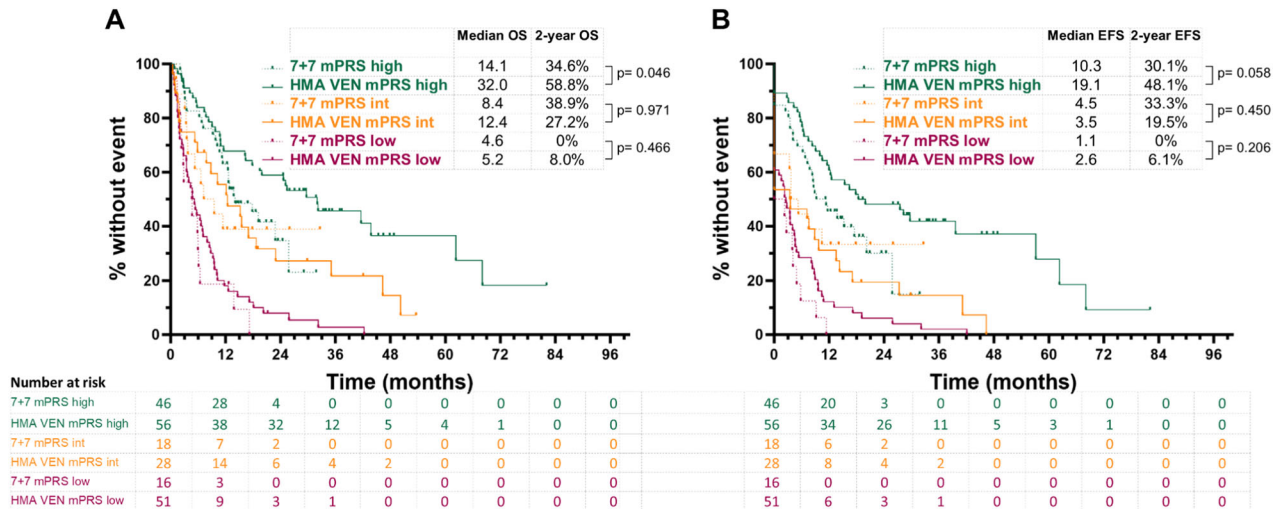 A
B
Median OS 2-year OS
7+7 mPRS high 14.1 34.6%
HMA VEN mPRS high 32.0 58.8%
p= 0.046
7+7 mPRS int 8.4 38.9%
HMA VEN mPRS int 12.4 27.2%
p= 0.971
7+7 mPRS low 4.6 0%
HMA VEN mPRS low 5.2 8.0%
p= 0.466
% without event
100
80
60
40
20
0
0 12 24 36 48 60 72 84 96
Time (months)
Median EFS 2-year EFS
7+7 mPRS high 10.3 30.1%
HMA VEN mPRS high 19.1 48.1%
p= 0.058
7+7 mPRS int 4.5 33.3%
HMA VEN mPRS int 3.5 19.5%
p= 0.450
7+7 mPRS low 1.1 0%
HMA VEN mPRS low 2.6 6.1%
p= 0.206
% without event
100
80
60
40
20
0
0 12 24 36 48 60 72 84 96
Time (months)
Number at risk
7+7 mPRS high 46 28 4 0 0 0 0 0 0 46 20 3 0 0 0 0 0 0
HMA VEN mPRS high 56 38 32 12 5 4 1 0 0 56 34 26 11 5 3 1 0 0
7+7 mPRS int 18 7 2 0 0 0 0 0 0 18 6 2 0 0 0 0 0 0
HMA VEN mPRS int 28 14 6 4 2 0 0 0 0 28 8 4 2 0 0 0 0 0
7+7 mPRS low 16 3 0 0 0 0 0 0 0 16 0 0 0 0 0 0 0 0
HMA VEN mPRS low 51 9 3 1 0 0 0 0 0 51 6 3 1 0 0 0 0 0